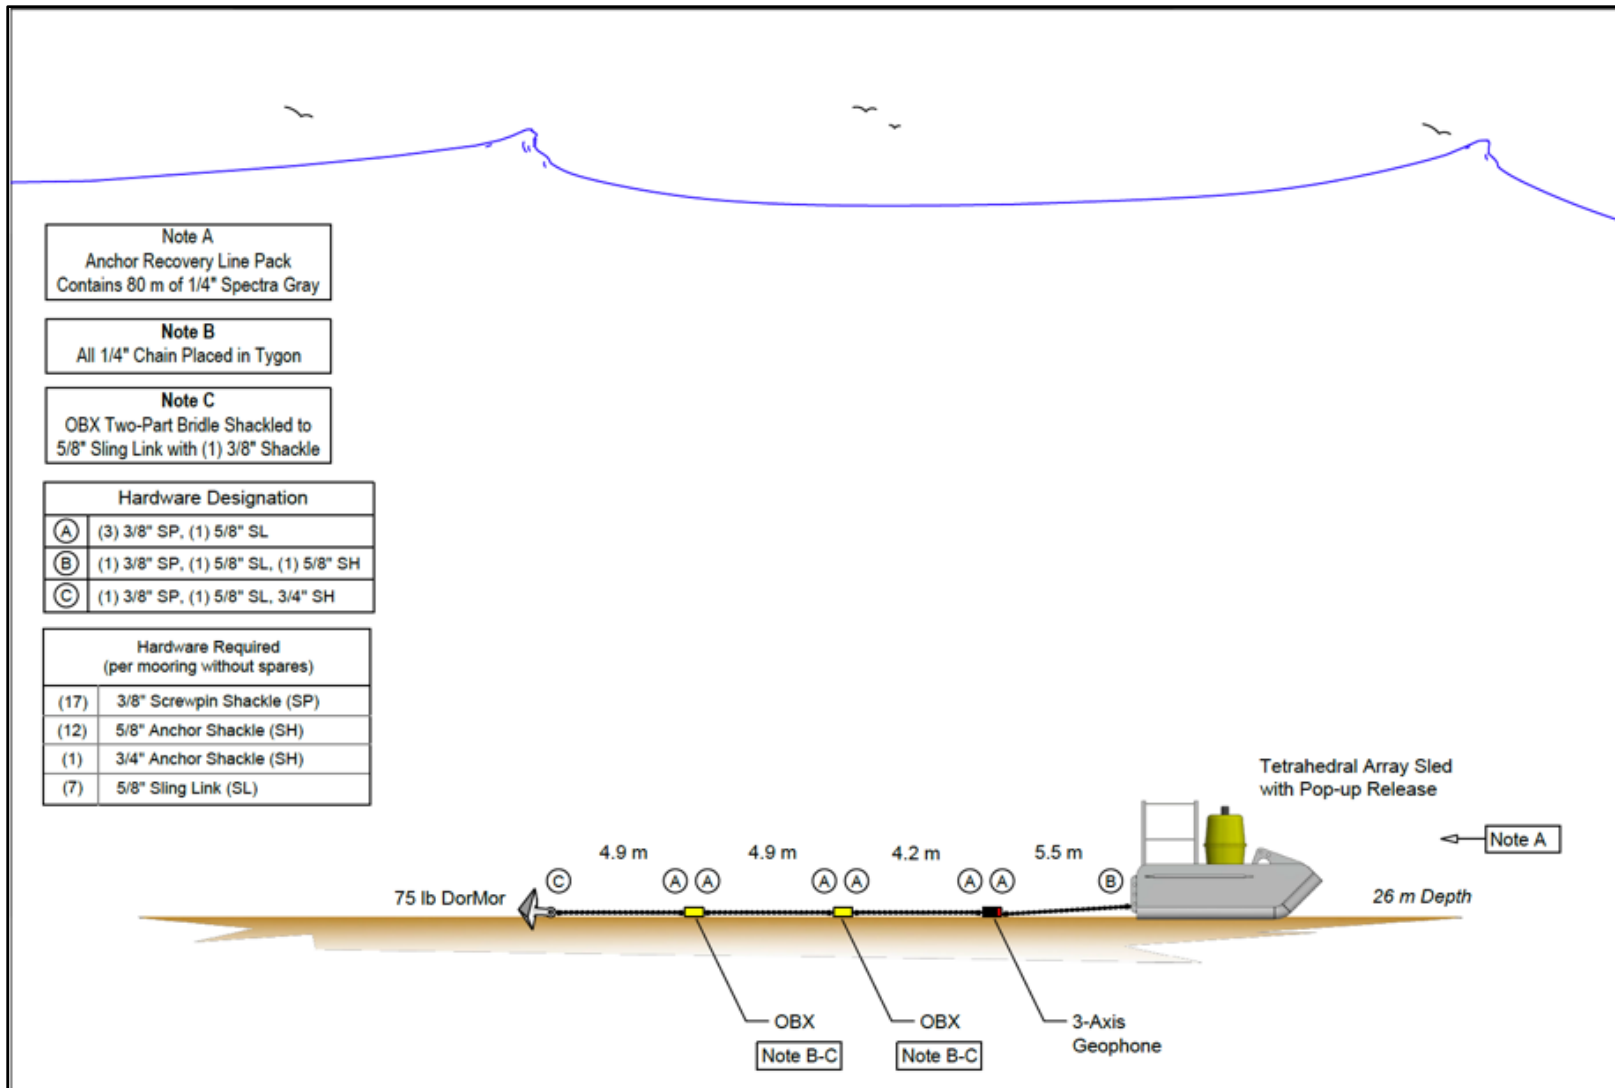 Note A
Anchor Recovery Line Pack
Contains 80 m of 1/4" Spectra Gray
Note B
All 1/4" Chain Placed in Tygon
Note C
OBX Two-Part Bridle Shackled to
5/8" Sling Link with (1) 3/8" Shackle
Hardware Designation
A (3) 3/8" SP, (1) 5/8" SL
B (1) 3/8" SP, (1) 5/8" SL, (1) 5/8" SH
C (1) 3/8" SP, (1) 5/8" SL, 3/4" SH
Hardware Required
(per mooring without spares)
(17) 3/8" Screwpin Shackle (SP)
(12) 5/8" Anchor Shackle (SH)
(1) 3/4" Anchor Shackle (SH)
(7) 5/8" Sling Link (SL)
Tetrahedral Array Sled
with Pop-up Release
Note A
4.9 m 4.9 m 4.2 m 5.5 m
C A A A A A A B
75 lb DorMor
26 m Depth
OBX
Note B-C
OBX
Note B-C
3-Axis
Geophone